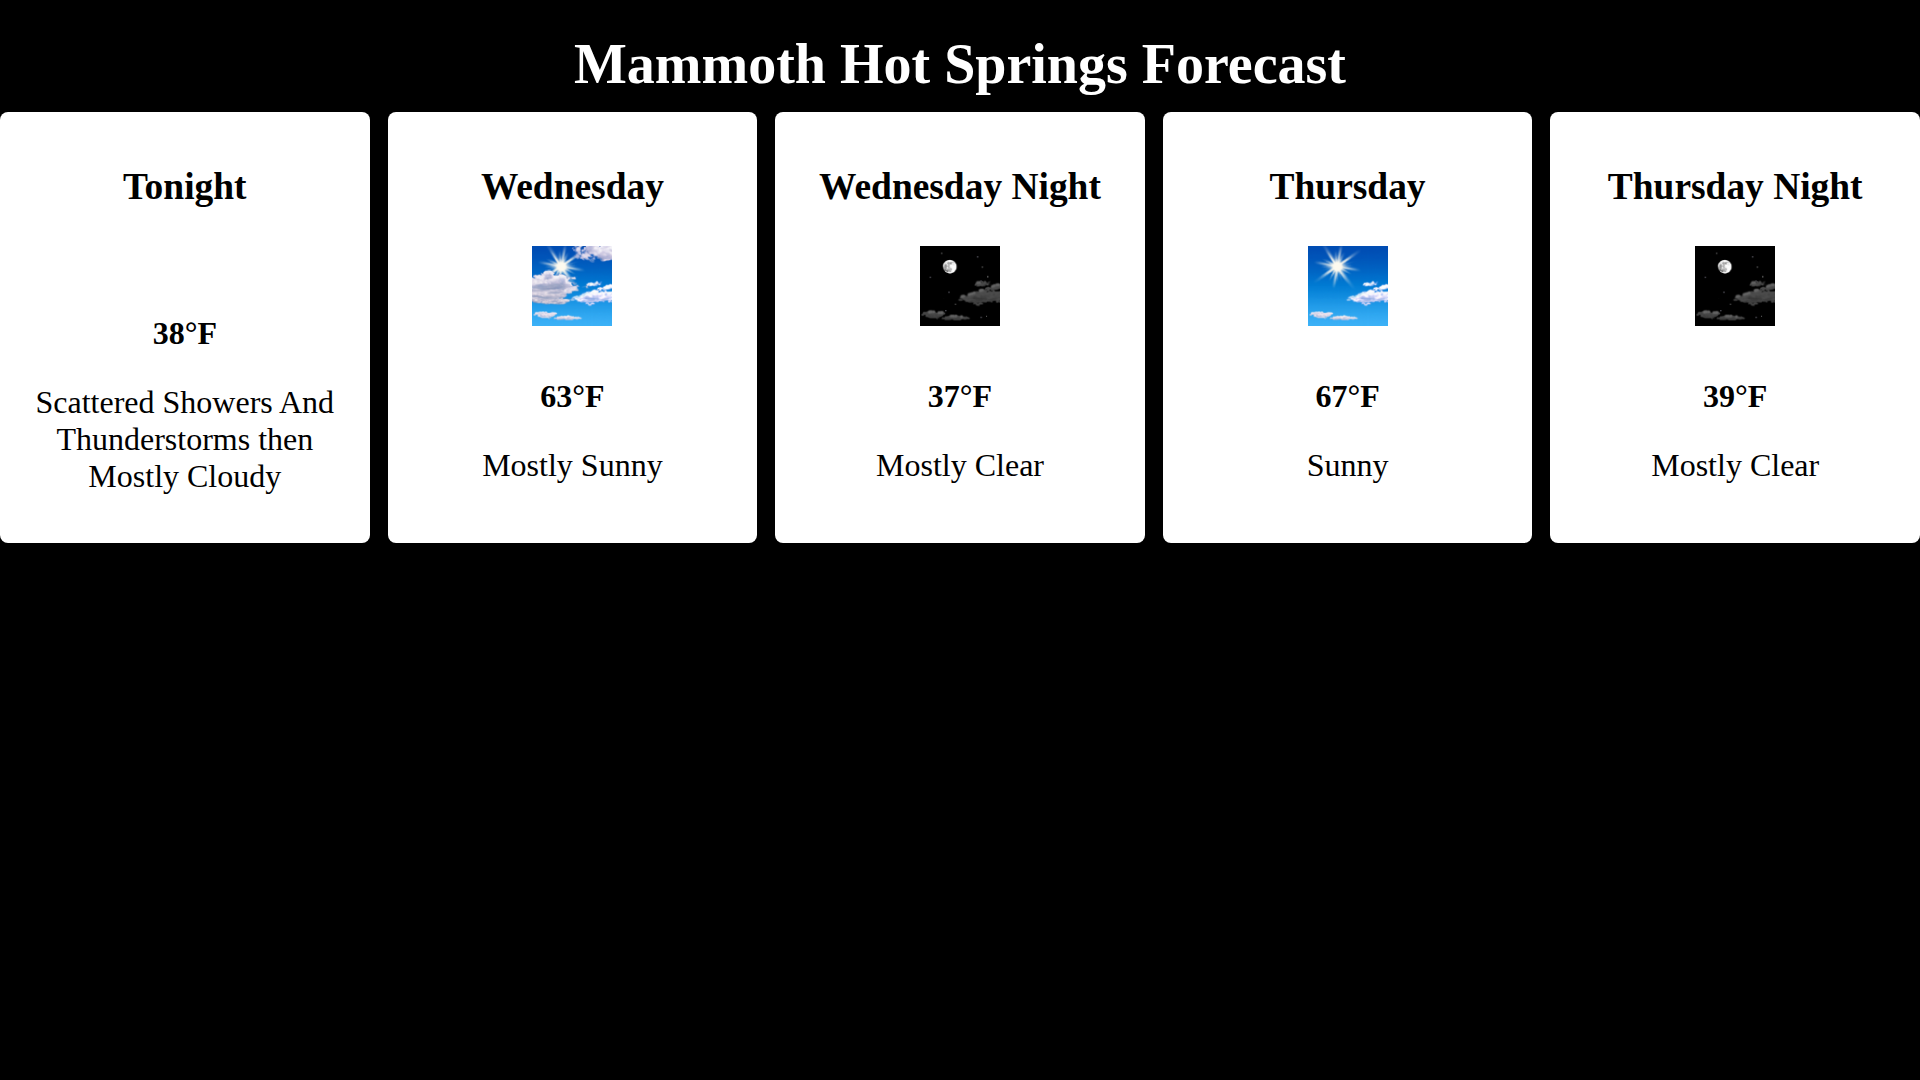 Mammoth Hot Springs Forecast
Tonight
38°F
Scattered Showers And
Thunderstorms then
Mostly Cloudy
Wednesday
63°F
Mostly Sunny
Wednesday Night
37°F
Mostly Clear
Thursday
67°F
Sunny
Thursday Night
39°F
Mostly Clear